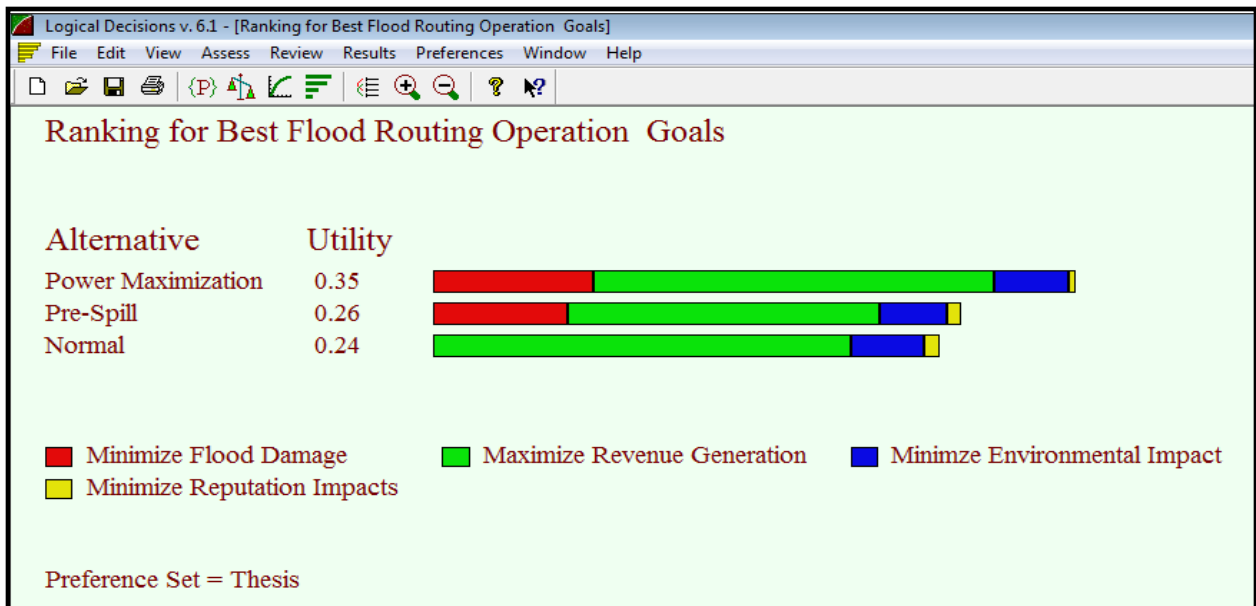 Logical Decisions v. 6.1 - [Ranking for Best Flood Routing Operation  Goals]
File Edit View Assess Review Results Preferences Window Help
{P} ? ?
Ranking for Best Flood Routing Operation  Goals
Alternative Utility
Power Maximization 0.35
Pre-Spill 0.26
Normal 0.24
Minimize Flood Damage Maximize Revenue Generation Minimze Environmental Impact
Minimize Reputation Impacts
Preference Set = Thesis